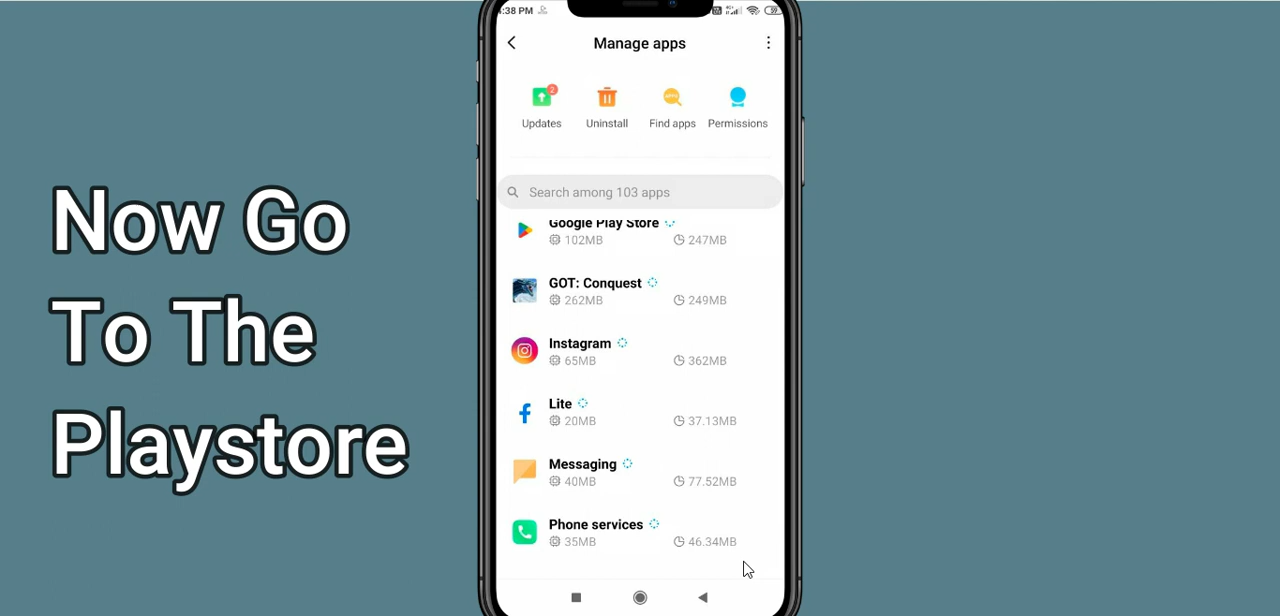 Now Go
To The
Playstore
:38 PM
Manage apps
2
Updates
Uninstall
Find apps
Permissions
Search among 103 apps
Google Play Store
102MB 247MB
GOT: Conquest
262MB 249MB
Instagram
65MB 362MB
Lite
20MB 37.13MB
Messaging
40MB 77.52MB
Phone services
35MB 46.34MB